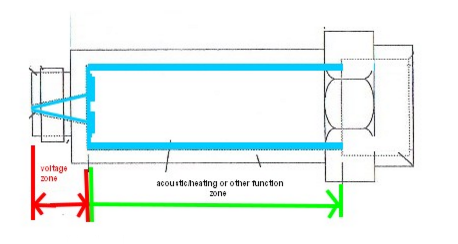 voltage
zone
acoustic/heating or other function
zone